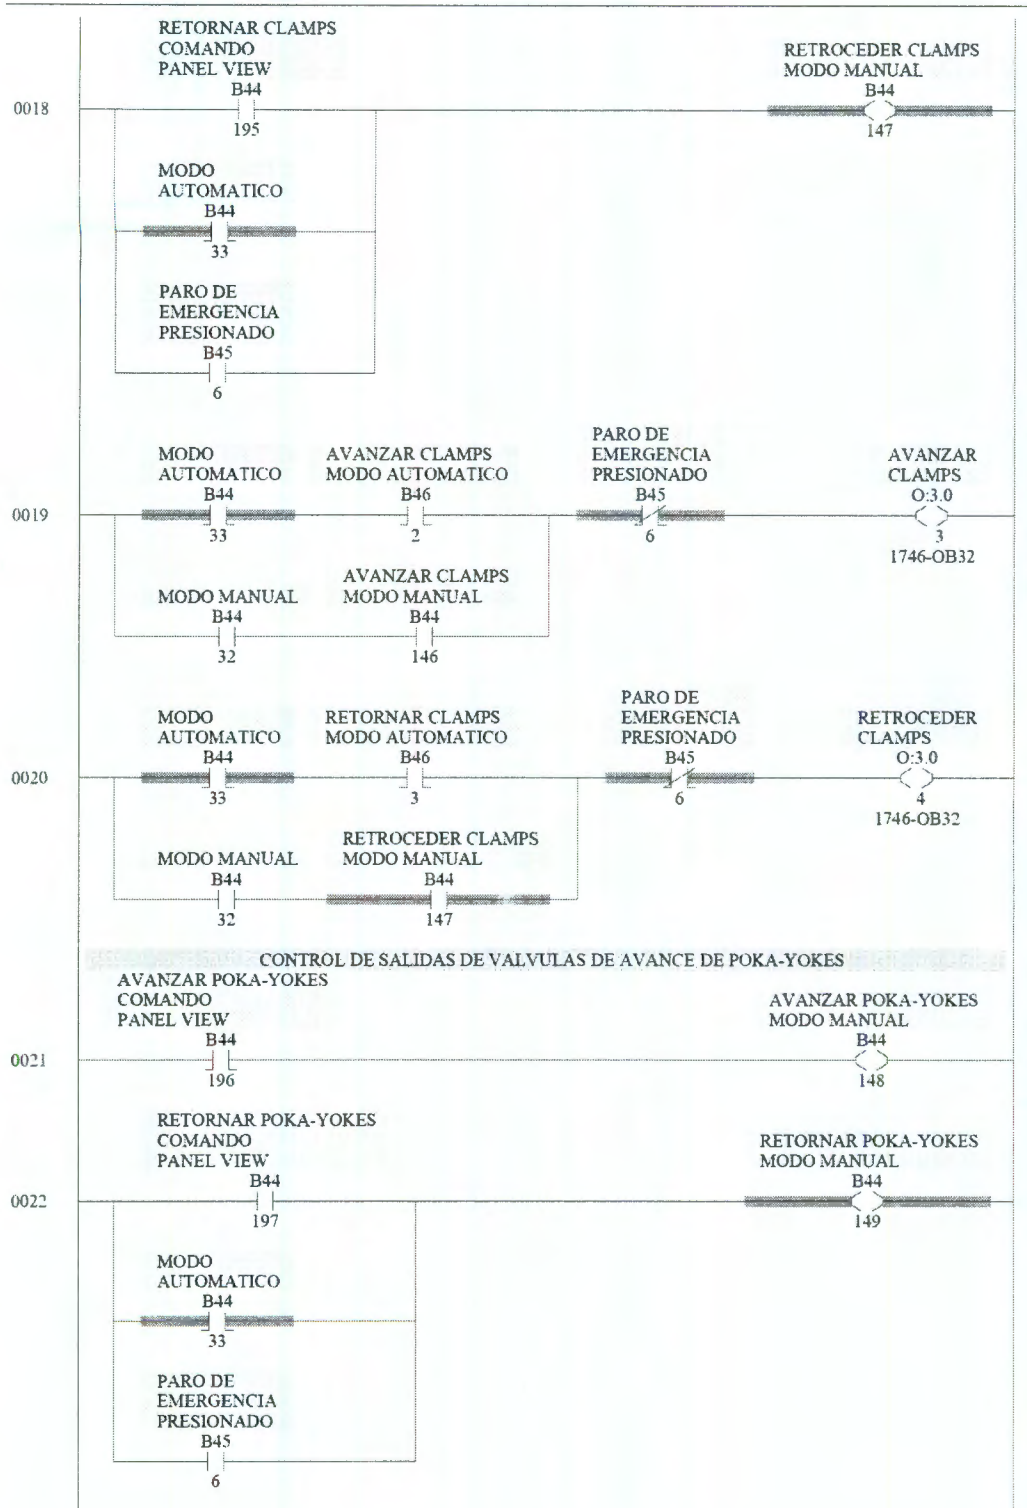 RETORNAR CLAMPS
COMANDO
PANEL VIEW
B44
195
RETROCEDER CLAMPS
MODO MANUAL
B44
147
0018
MODO
AUTOMATICO
B44
33
PARO DE
EMERGENCIA
PRESIONADO
B45
6
MODO
AUTOMATICO
B44
33
AVANZAR CLAMPS
MODO AUTOMATICO
B46
2
PARO DE
EMERGENCIA
PRESIONADO
B45
6
AVANZAR
CLAMPS
O:3.0
3
1746-OB32
0019
MODO MANUAL
B44
32
AVANZAR CLAMPS
MODO MANUAL
B44
146
MODO
AUTOMATICO
B44
33
RETORNAR CLAMPS
MODO AUTOMATICO
B46
3
PARO DE
EMERGENCIA
PRESIONADO
B45
6
RETROCEDER
CLAMPS
O:3.0
4
1746-OB32
0020
MODO MANUAL
B44
32
RETROCEDER CLAMPS
MODO MANUAL
B44
147
CONTROL DE SALIDAS DE VALVULAS DE AVANCE DE POKA-YOKES
AVANZAR POKA-YOKES
COMANDO
PANEL VIEW
B44
196
AVANZAR POKA-YOKES
MODO MANUAL
B44
148
0021
RETORNAR POKA-YOKES
COMANDO
PANEL VIEW
B44
197
RETORNAR POKA-YOKES
MODO MANUAL
B44
149
0022
MODO
AUTOMATICO
B44
33
PARO DE
EMERGENCIA
PRESIONADO
B45
6